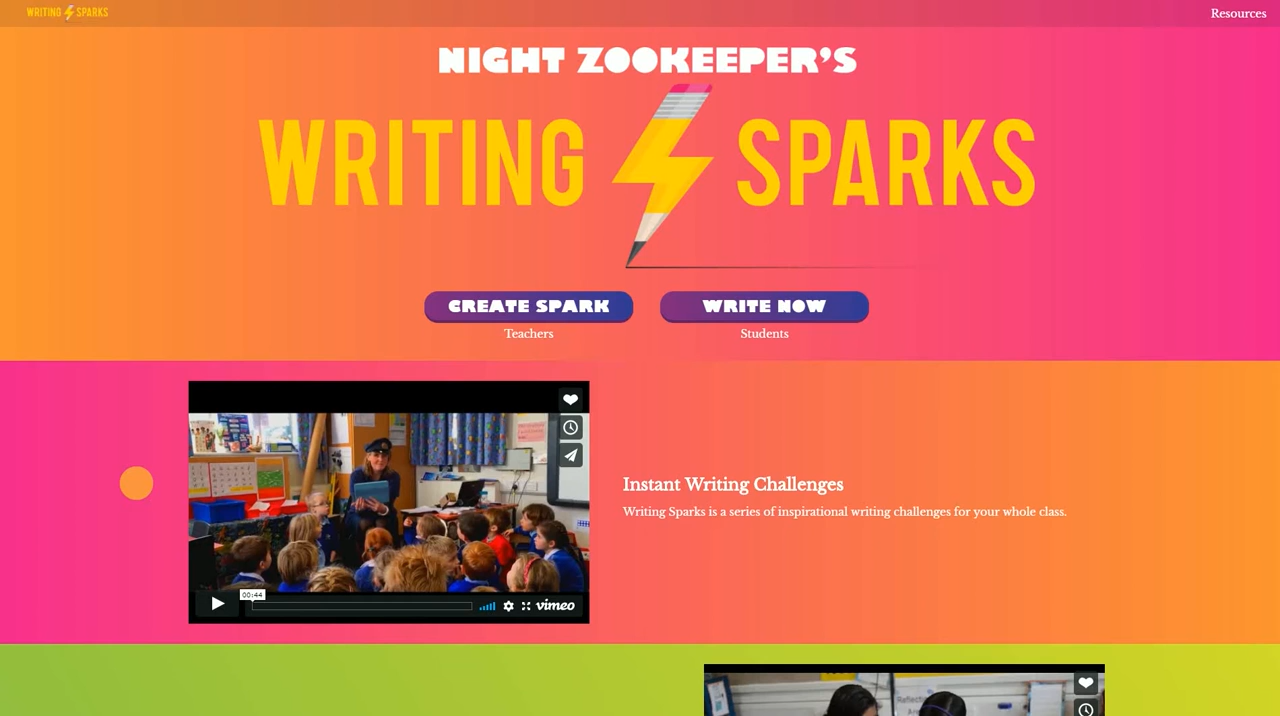 WRITING SPARKS
Resources
NIGHT ZOOKEEPER'S
WRITING SPARKS
CREATE SPARK
WRITE NOW
Teachers
Students
Instant Writing Challenges
Writing Sparks is a series of inspirational writing challenges for your whole class.
00:44
vimeo